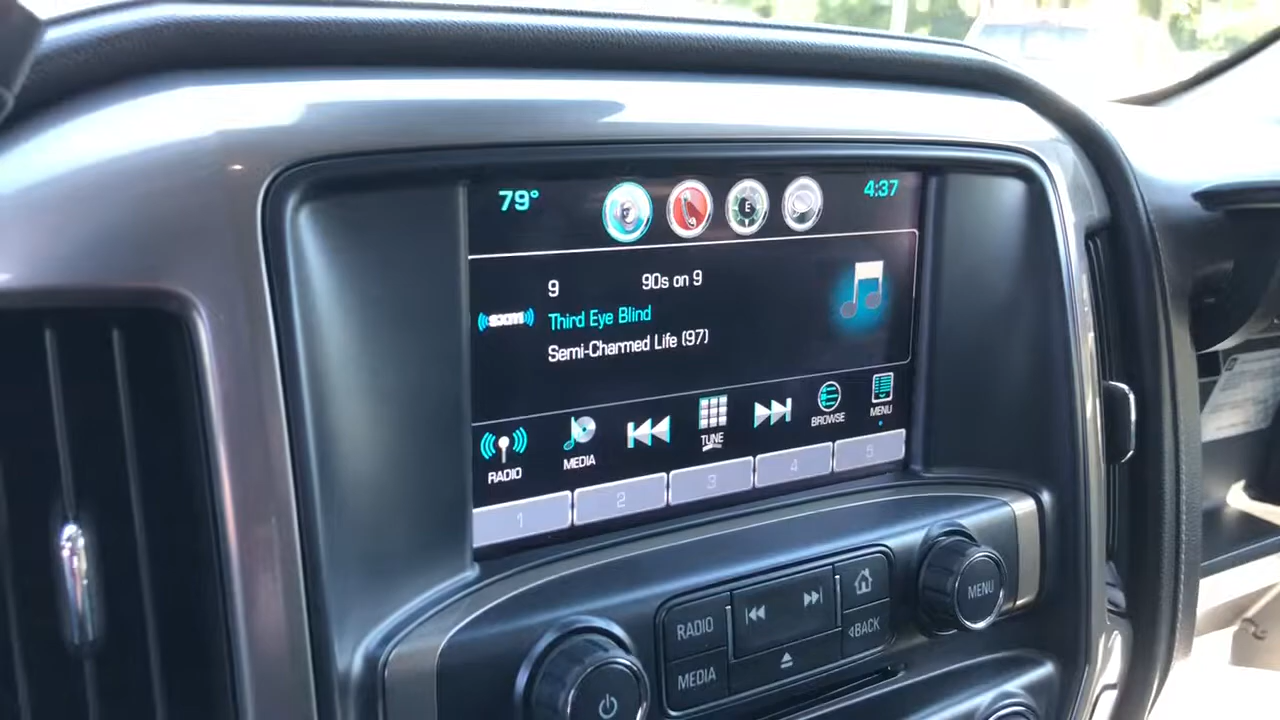 79°
E
4:37
9
90s on 9
sxm
Third Eye Blind
Semi-Charmed Life (97)
RADIO
MEDIA
TUNE
BROWSE
MENU
1
2
3
4
5
RADIO
MEDIA
BACK
MENU